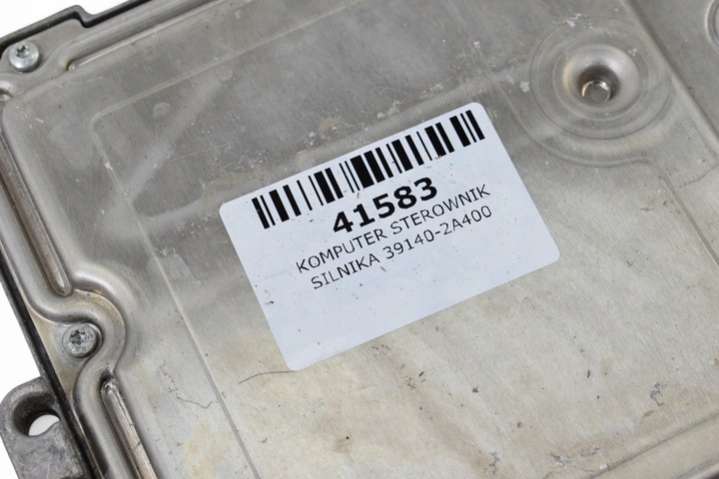 41583
KOMPUTER STEROWNIK
SILNIKA 39140-2A400